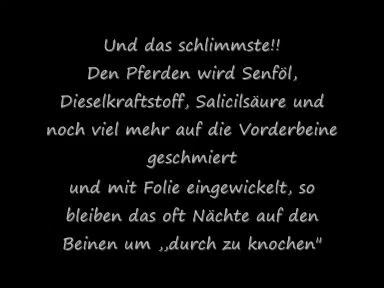 Und das schlimmste!!
Den Pferden wird Senföl,
Dieselkraftstoff, Salicilsäure und
noch viel mehr auf die Vorderbeine
geschmiert
und mit Folie eingewickelt, so
bleiben das oft Nächte auf den
Beinen um ,,durch zu knochen"